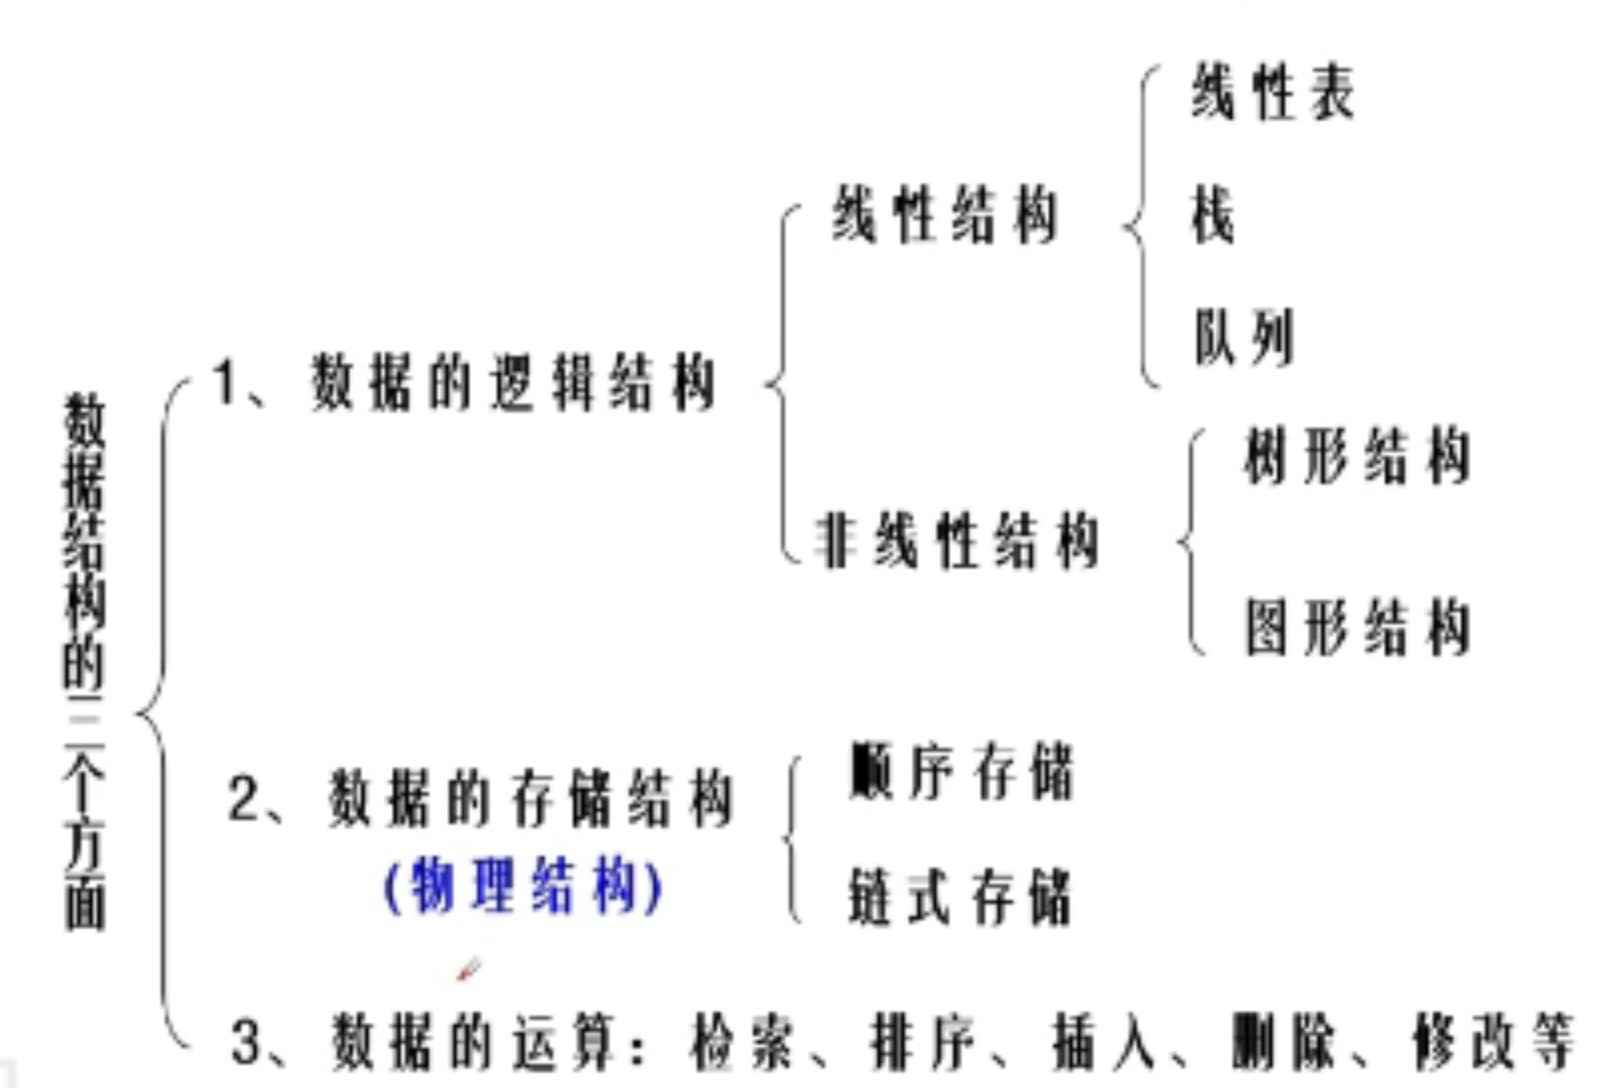 数据结构的三个方面
1、数据的逻辑结构
线性结构
线性表
栈
队列
非线性结构
树形结构
图形结构
2、数据的存储结构
(物理结构)
顺序存储
链式存储
3、数据的运算：检索、排序、插入、删除、修改等